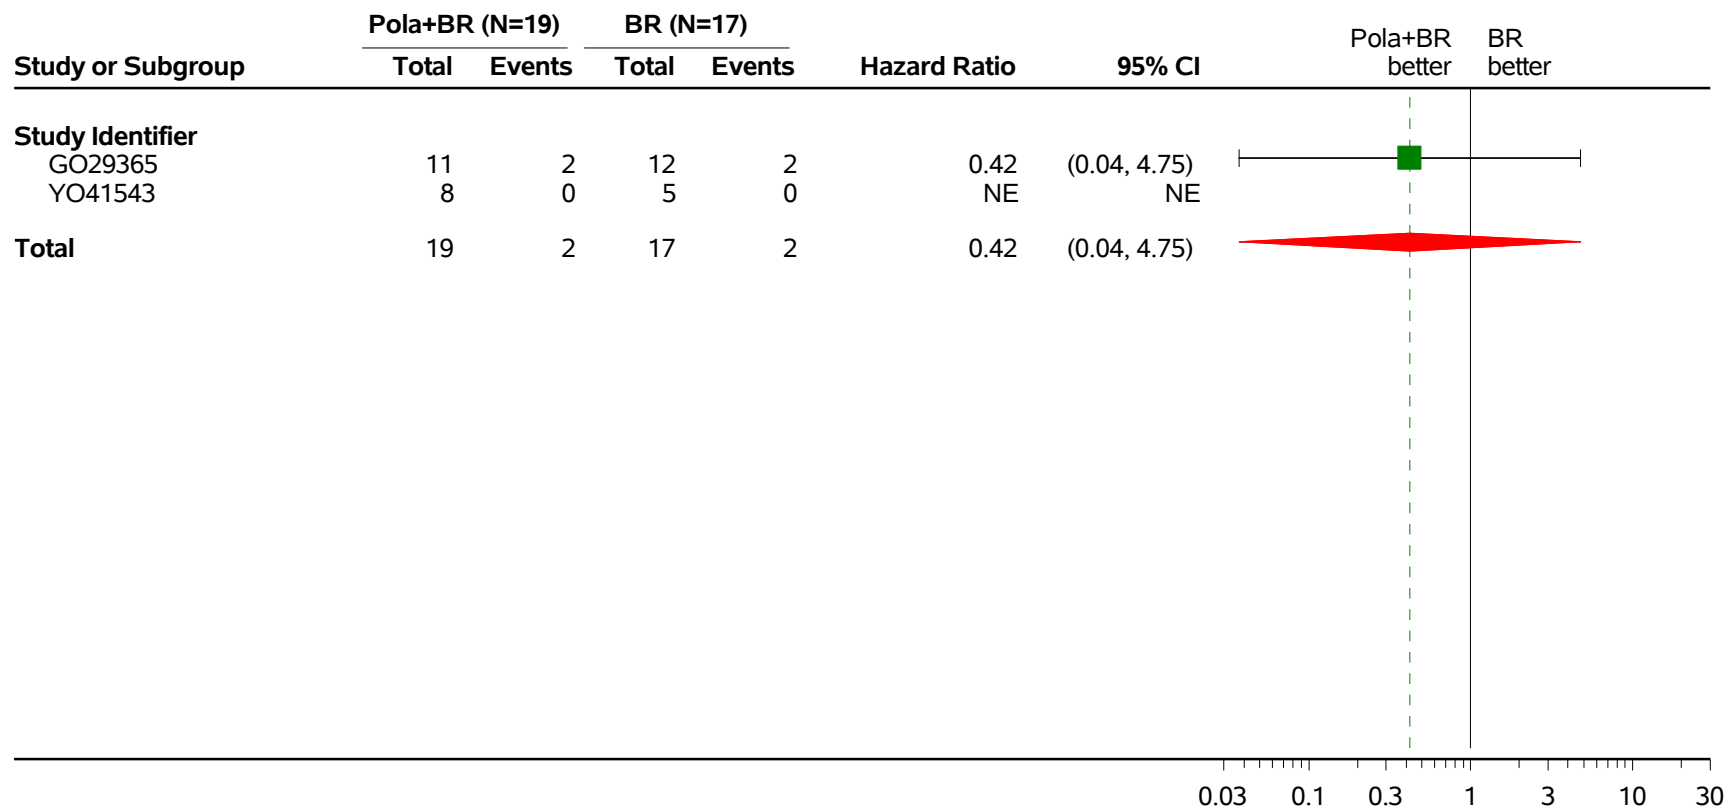 Pola+BR (N=19) BR (N=17) Pola+BR BR
Study or Subgroup Total Events Total Events Hazard Ratio 95% CI better better
Study Identifier
GO29365 11 2 12 2 0.42 (0.04, 4.75)
YO41543 8 0 5 0 NE NE
Total 19 2 17 2 0.42 (0.04, 4.75)
0.03 0.1 0.3 1 3 10 30